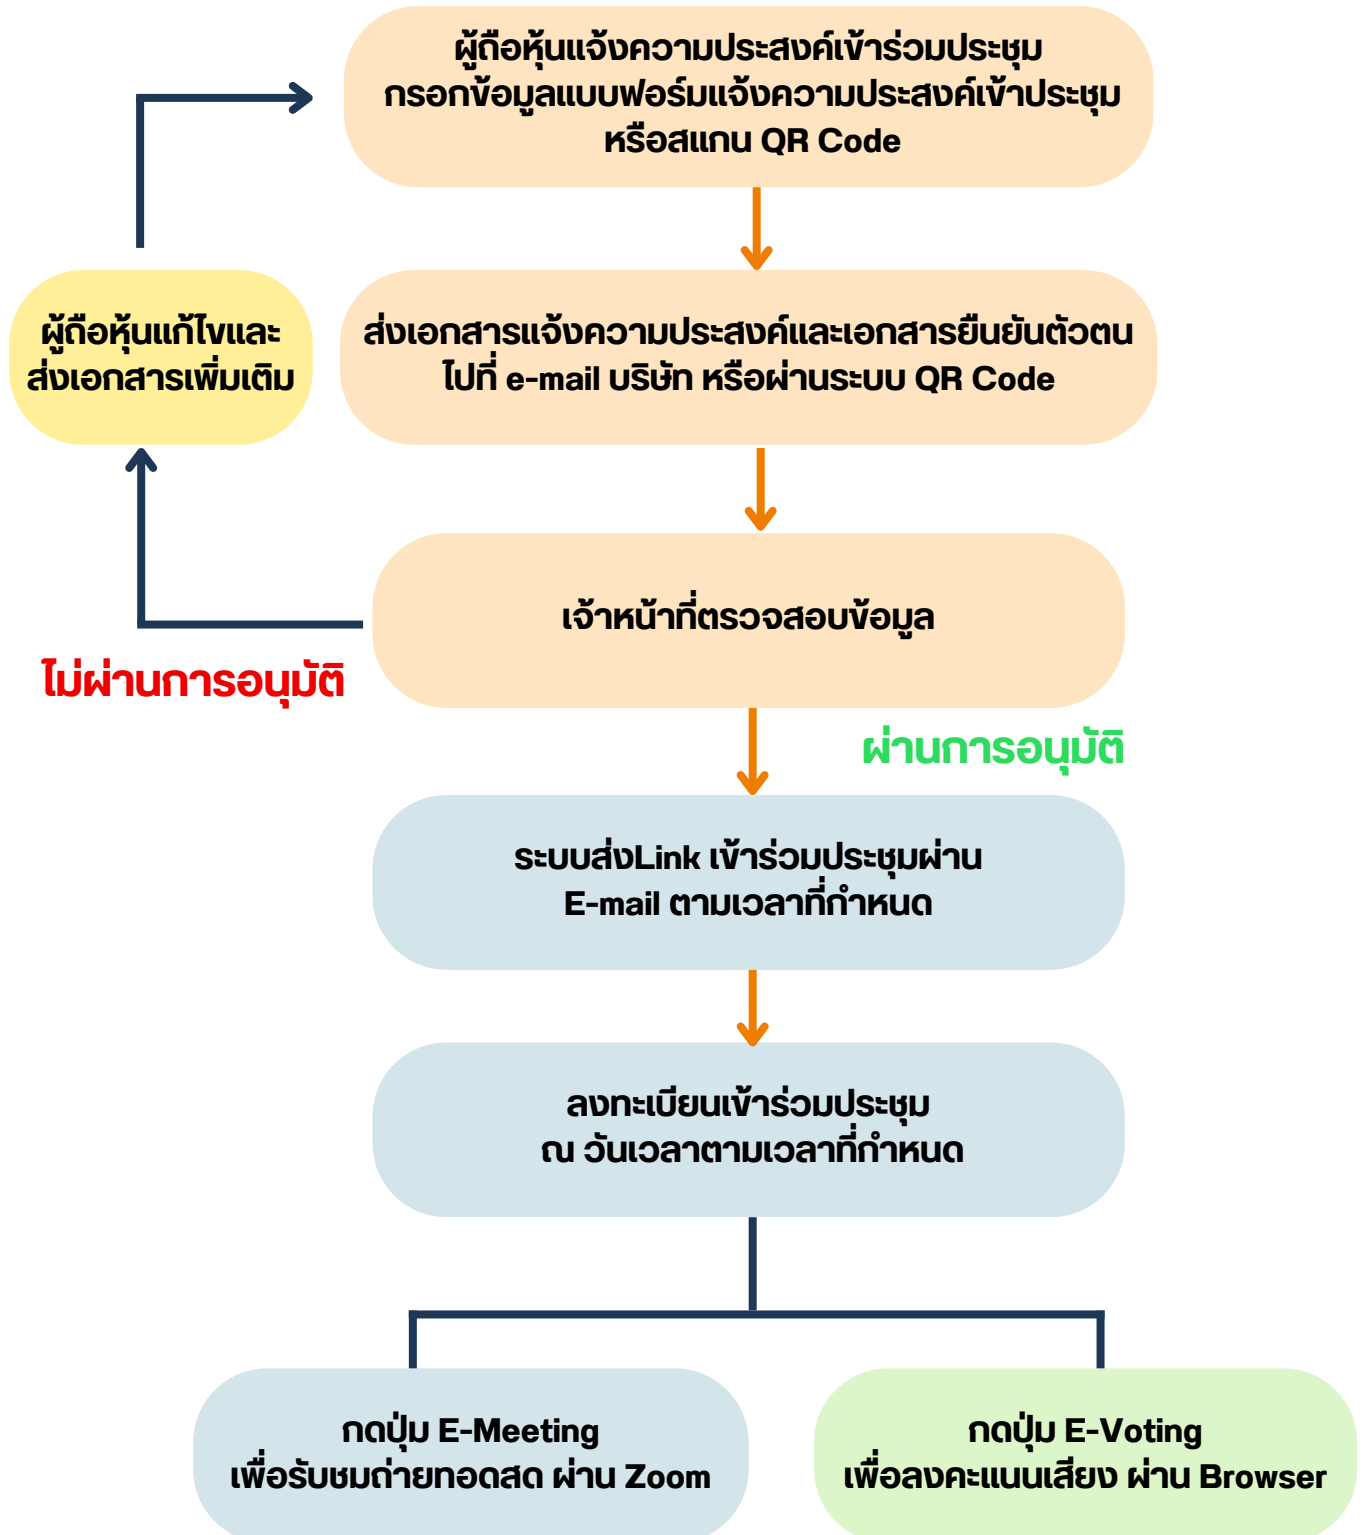 ผู้ถือหุ้นแจ้งความประสงค์เข้าร่วมประชุม
กรอกข้อมูลแบบฟอร์มแจ้งความประสงค์เข้าประชุม
หรือสแกน QR Code
ผู้ถือหุ้นแก้ไขและ
ส่งเอกสารเพิ่มเติม
ส่งเอกสารแจ้งความประสงค์และเอกสารยืนยันตัวตน
ไปที่ e-mail บริษัท หรือผ่านระบบ QR Code
เจ้าหน้าที่ตรวจสอบข้อมูล
ไม่ผ่านการอนุมัติ
ผ่านการอนุมัติ
ระบบส่งLink เข้าร่วมประชุมผ่าน
E-mail ตามเวลาที่กำหนด
ลงทะเบียนเข้าร่วมประชุม
ณ วันเวลาตามเวลาที่กำหนด
กดปุ่ม E-Meeting
เพื่อรับชมถ่ายทอดสด ผ่าน Zoom
กดปุ่ม E-Voting
เพื่อลงคะแนนเสียง ผ่าน Browser